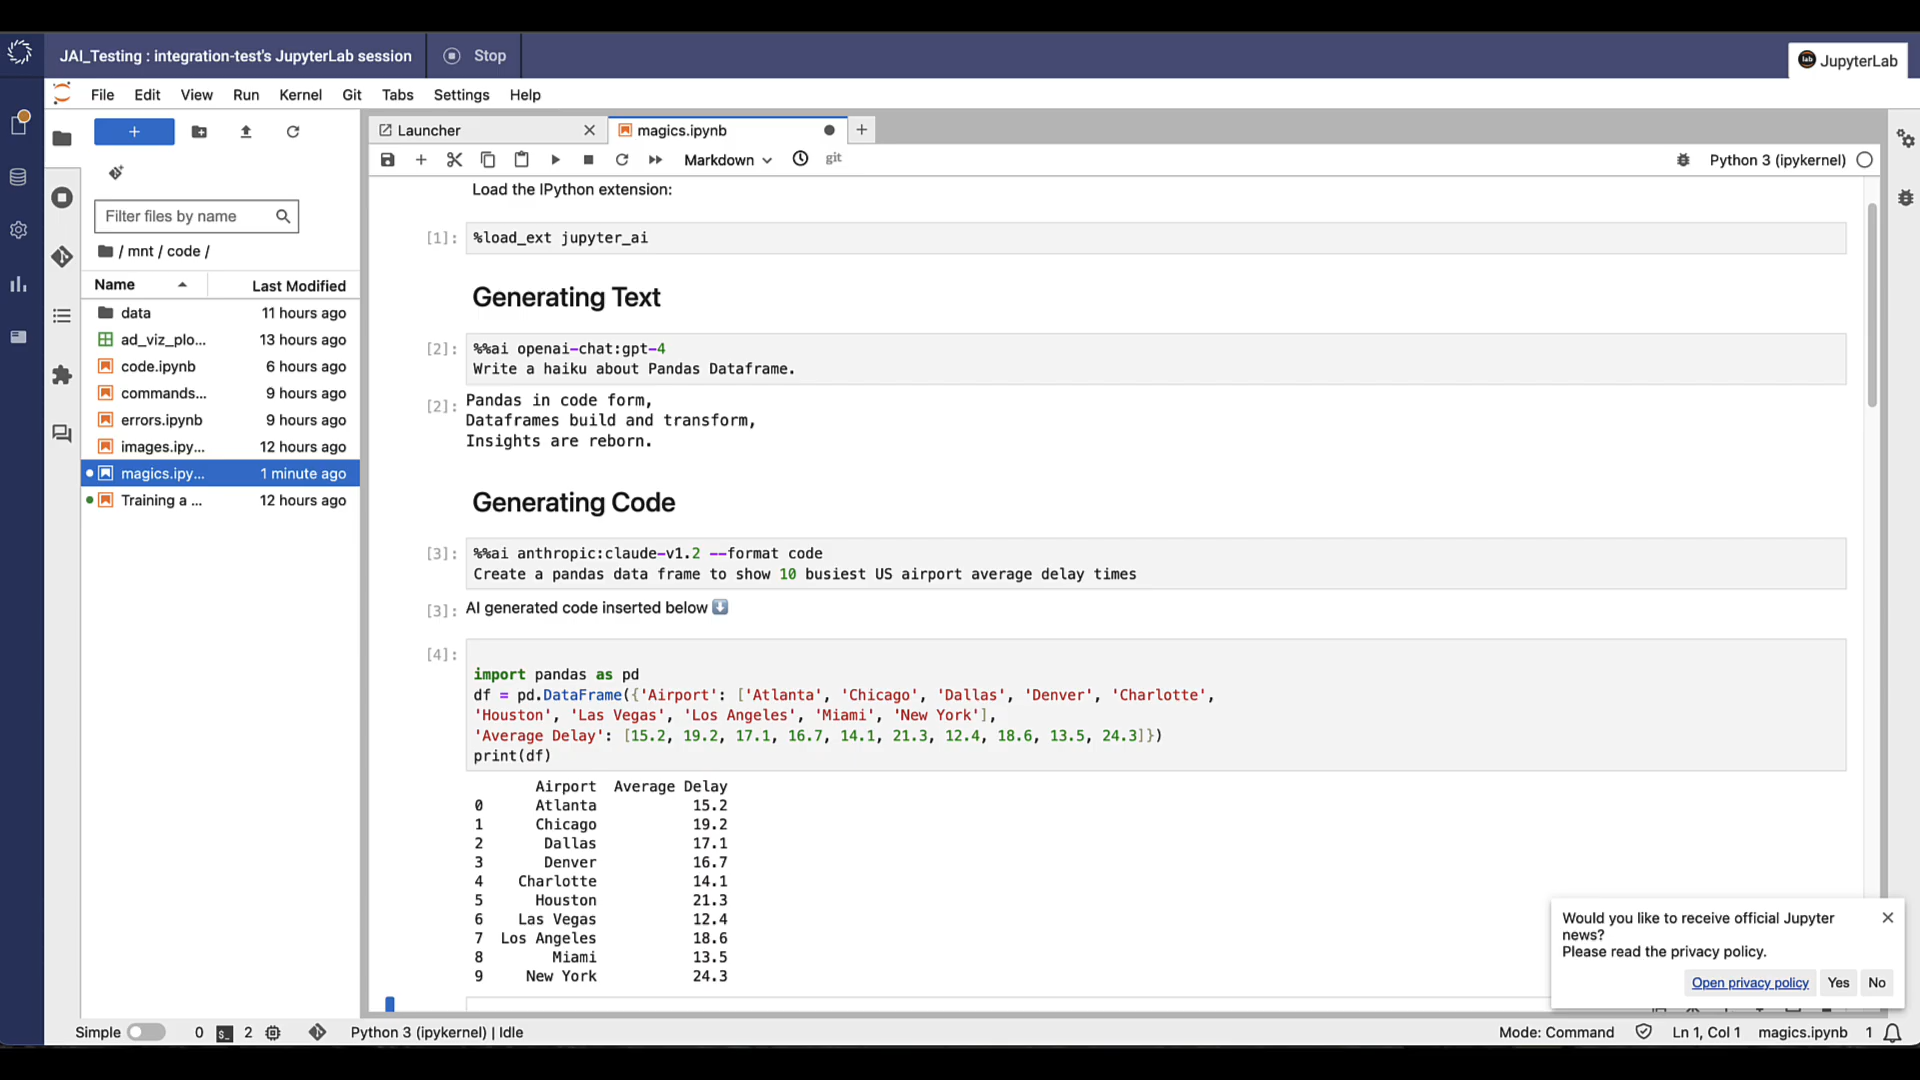 JAI_Testing : integration-test's JupyterLab session
Stop
JupyterLab
File Edit View Run Kernel Git Tabs Settings Help
Filter files by name
/ mnt / code /
Name Last Modified
data 11 hours ago
ad_viz_plo... 13 hours ago
code.ipynb 6 hours ago
commands... 9 hours ago
errors.ipynb 9 hours ago
images.ipy... 12 hours ago
magics.ipy... 1 minute ago
Training a ... 12 hours ago
Launcher
magics.ipynb
Markdown
git
Python 3 (ipykernel)
Load the IPython extension:
[1]: %load_ext jupyter_ai
Generating Text
[2]: %%ai openai-chat:gpt-4
Write a haiku about Pandas Dataframe.
[2]: Pandas in code form,
Dataframes build and transform,
Insights are reborn.
Generating Code
[3]: %%ai anthropic:claude-v1.2 --format code
Create a pandas data frame to show 10 busiest US airport average delay times
[3]: AI generated code inserted below ⬇️
[4]:
import pandas as pd
df = pd.DataFrame({'Airport': ['Atlanta', 'Chicago', 'Dallas', 'Denver', 'Charlotte',
'Houston', 'Las Vegas', 'Los Angeles', 'Miami', 'New York'],
'Average Delay': [15.2, 19.2, 17.1, 16.7, 14.1, 21.3, 12.4, 18.6, 13.5, 24.3]})
print(df)
Airport Average Delay
0 Atlanta 15.2
1 Chicago 19.2
2 Dallas 17.1
3 Denver 16.7
4 Charlotte 14.1
5 Houston 21.3
6 Las Vegas 12.4
7 Los Angeles 18.6
8 Miami 13.5
9 New York 24.3
Would you like to receive official Jupyter
news?
Please read the privacy policy.
Open privacy policy Yes No
Simple 0 2 Python 3 (ipykernel) | Idle
Mode: Command Ln 1, Col 1 magics.ipynb 1